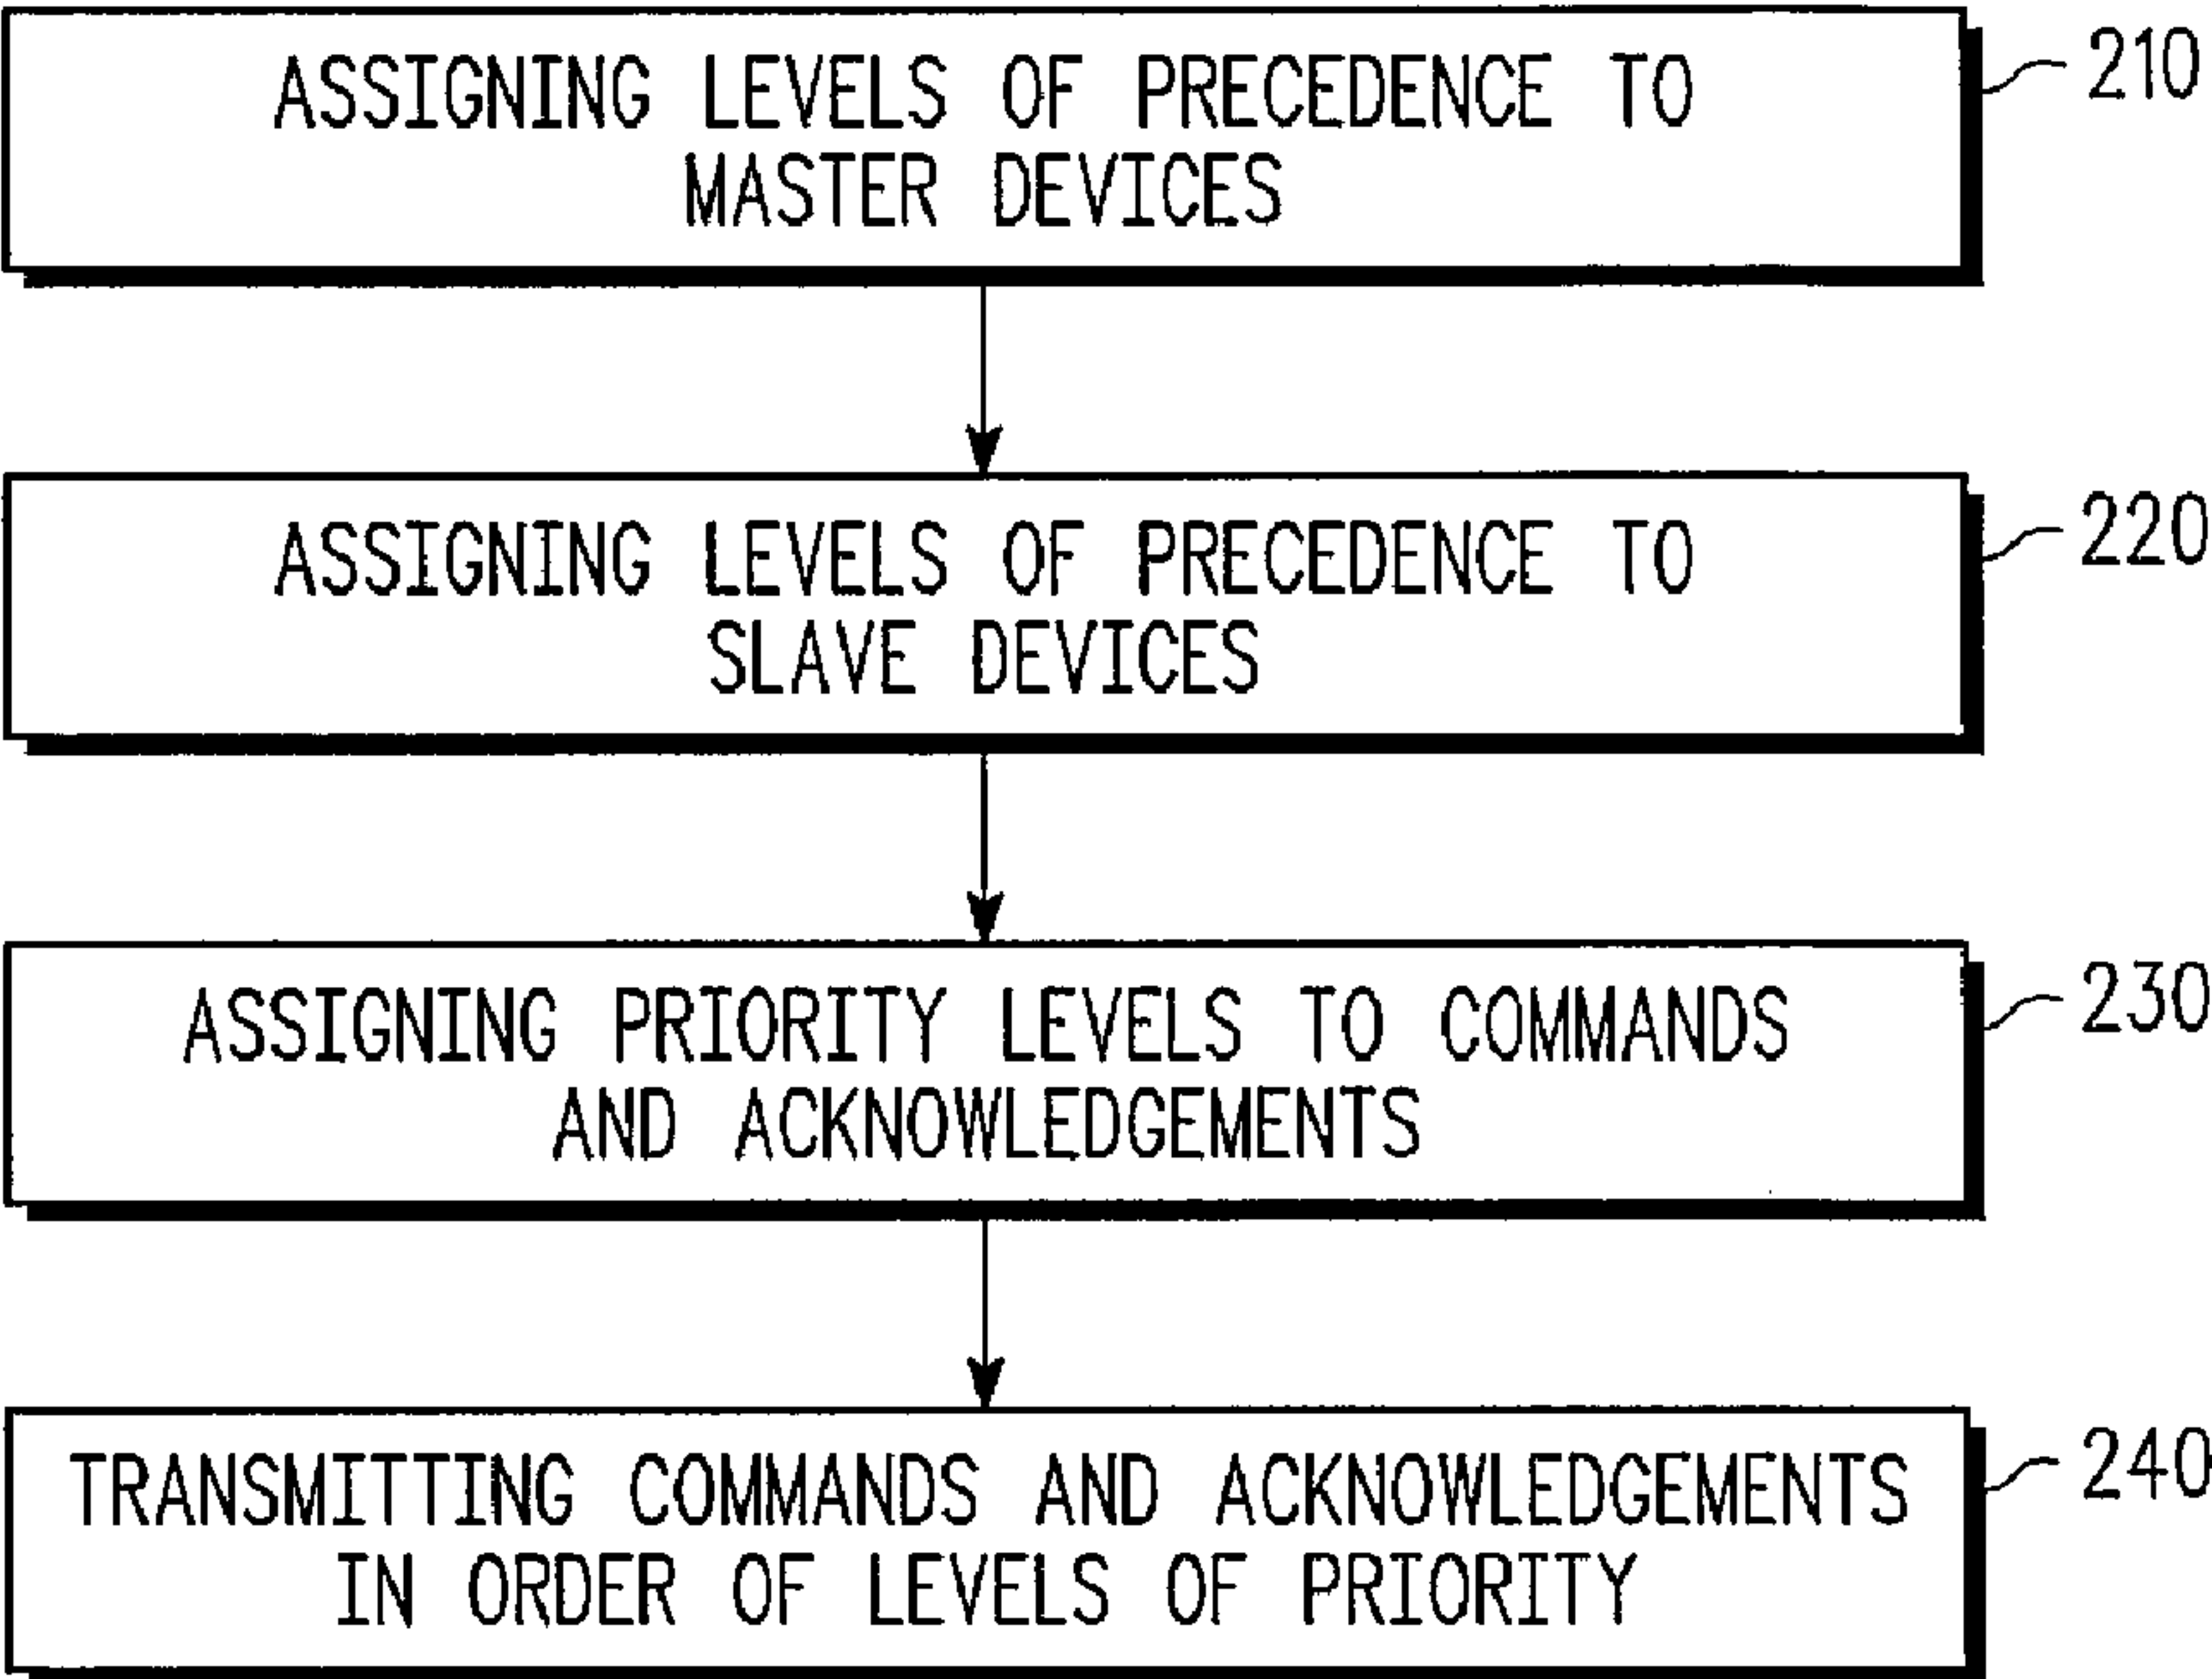 ASSIGNING LEVELS OF PRECEDENCE TO
MASTER DEVICES
210
ASSIGNING LEVELS OF PRECEDENCE TO
SLAVE DEVICES
220
ASSIGNING PRIORITY LEVELS TO COMMANDS
AND ACKNOWLEDGEMENTS
230
TRANSMITTING COMMANDS AND ACKNOWLEDGEMENTS
IN ORDER OF LEVELS OF PRIORITY
240